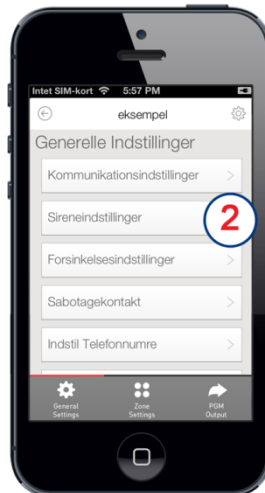 Intet SIM-kort 5:57 PM
eksempel
Generelle Indstillinger
Kommunikationsindstillinger
Sireneindstillinger
2
Forsinkelsesindstillinger
Sabotagekontakt
Indstil Telefonnumre
General
Settings
Zone
Settings
PGM
Output